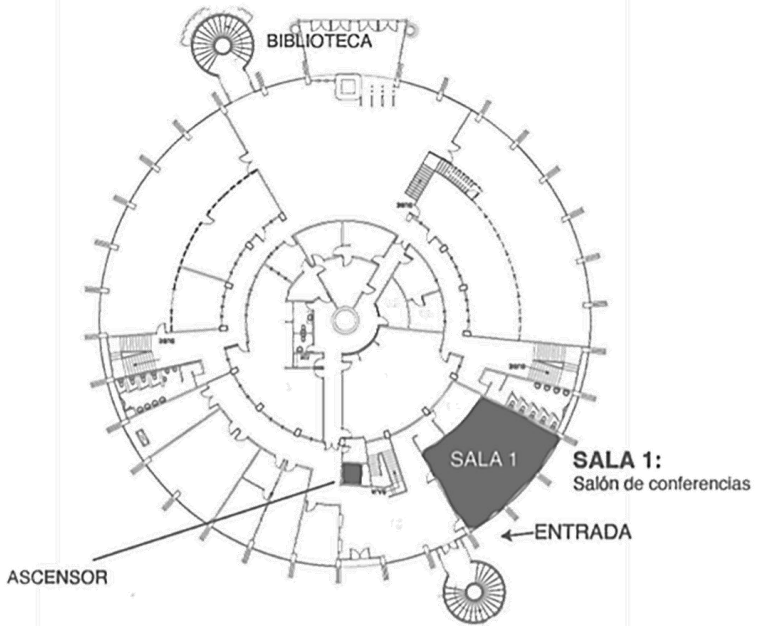 BIBLIOTECA
SALA 1
SALA 1:
Salón de conferencias
ENTRADA
ASCENSOR